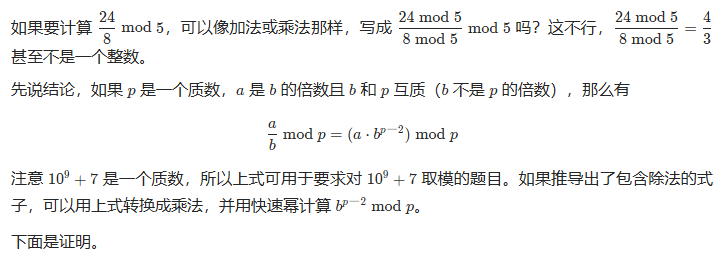 如果要计算 $\dfrac{24}{8} \bmod 5$，可以像加法或乘法那样，写成 $\dfrac{24 \bmod 5}{8 \bmod 5} \bmod 5$ 吗？这不行，$\dfrac{24 \bmod 5}{8 \bmod 5} = \dfrac{4}{3}$
甚至不是一个整数。
先说结论，如果 $p$ 是一个质数，$a$ 是 $b$ 的倍数且 $b$ 和 $p$ 互质（$b$ 不是 $p$ 的倍数），那么有
$\dfrac{a}{b} \bmod p = (a \cdot b^{p-2}) \bmod p$
注意 $10^9 + 7$ 是一个质数，所以上式可用于要求对 $10^9 + 7$ 取模的题目。如果推导出了包含除法的式
子，可以用上式转换成乘法，并用快速幂计算 $b^{p-2} \bmod p$。
下面是证明。